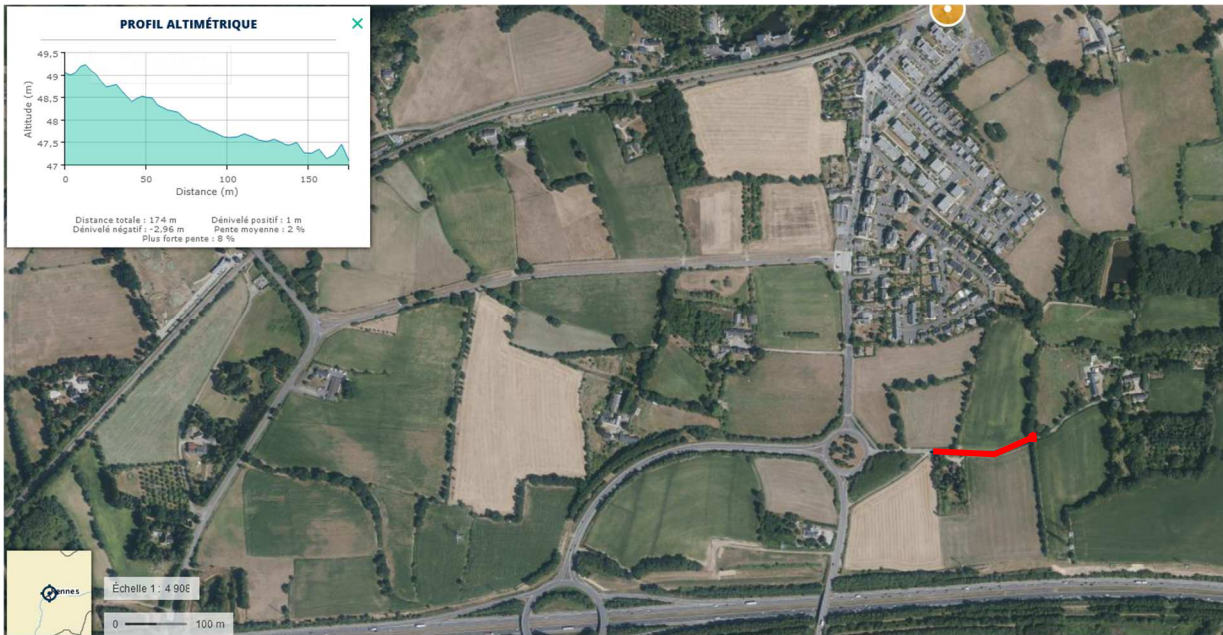 PROFIL ALTIMÉTRIQUE
49,5
49
48,5
48
47,5
47
Altitude (m)
0 50 100 150
Distance (m)
Distance totale : 174 m Dénivelé positif : 1 m
Dénivelé négatif : -2,96 m Pente moyenne : 2 %
Plus forte pente : 8 %
ennes
Échelle 1 : 4 908
0 100 m